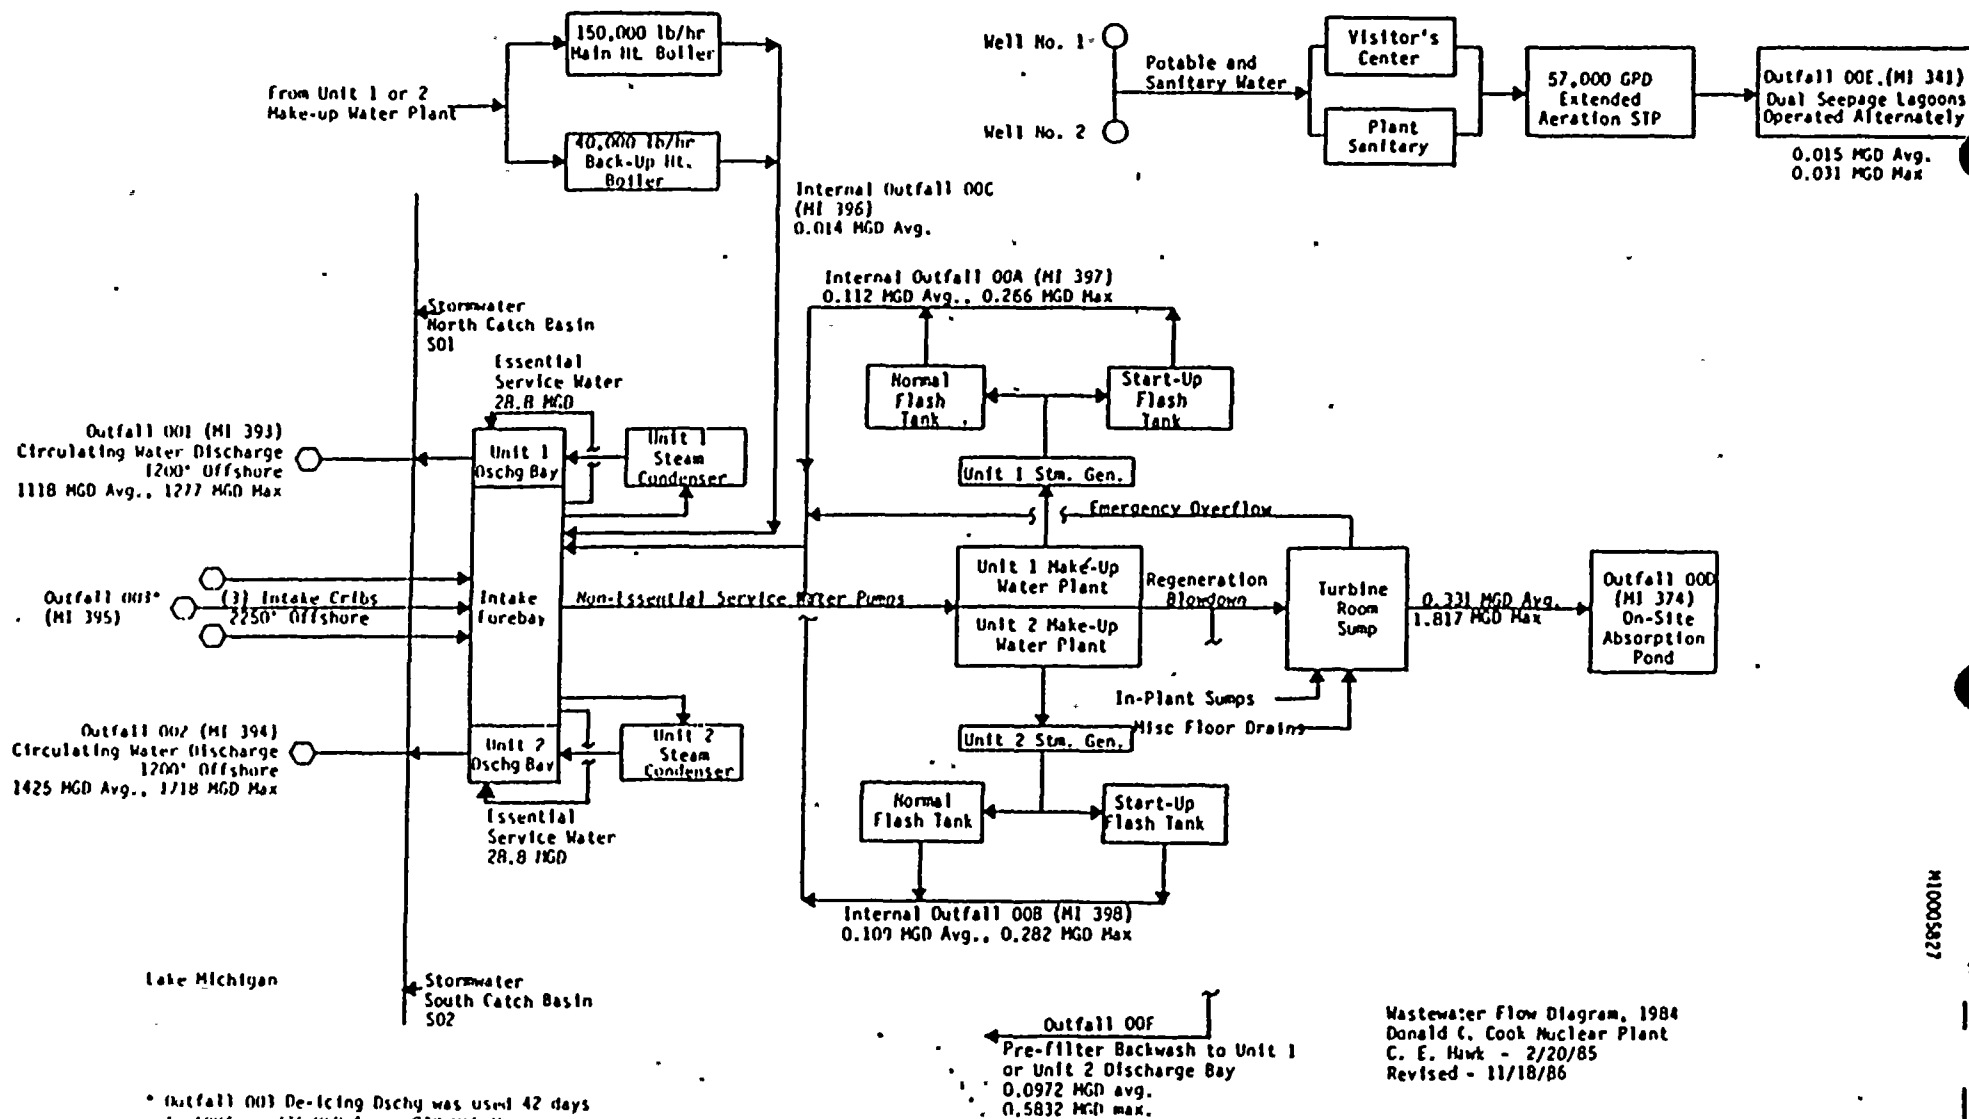 150,000 lb/hr
Main Ht. Boiler
From Unit 1 or 2
Make-up Water Plant
40,000 lb/hr
Back-Up Ht.
Boiler
Well No. 1
Well No. 2
Potable and
Sanitary Water
Visitor's
Center
Plant
Sanitary
57,000 GPD
Extended
Aeration STP
Outfall 00E.(MI 341)
Dual Seepage Lagoons
Operated Alternately
0.015 MGD Avg.
0.031 MGD Max
Internal Outfall 00C
(MI 396)
0.014 MGD Avg.
Stormwater
North Catch Basin
S01
Internal Outfall 00A (MI 397)
0.112 MGD Avg., 0.266 MGD Max
Essential
Service Water
28.8 MGD
Normal
Flash
Tank
Start-Up
Flash
Tank
Outfall 001 (MI 393)
Circulating Water Discharge
1200' Offshore
1118 MGD Avg., 1277 MGD Max
Unit 1
Dschg Bay
Unit 1
Steam
Condenser
Unit 1 Stm. Gen.
Emergency Overflow
Outfall 003*
(MI 395)
(3) Intake Cribs
2250' Offshore
Intake
Forebay
Non-Essential Service Water Pumps
Unit 1 Make-Up
Water Plant
Unit 2 Make-Up
Water Plant
Regeneration
Blowdown
Turbine
Room
Sump
0.331 MGD Avg.
1.817 MGD Max
Outfall 00D
(MI 374)
On-Site
Absorption
Pond
In-Plant Sumps
Misc Floor Drains
Outfall 002 (MI 394)
Circulating Water Discharge
1200' Offshore
1425 MGD Avg., 1718 MGD Max
Unit 2
Dschg Bay
Unit 2
Steam
Condenser
Unit 2 Stm. Gen.
Essential
Service Water
28.8 MGD
Normal
Flash Tank
Start-Up
Flash Tank
Internal Outfall 00B (MI 398)
0.109 MGD Avg., 0.282 MGD Max
MI0005827
Lake Michigan
Stormwater
South Catch Basin
S02
Outfall 00F
Pre-filter Backwash to Unit 1
or Unit 2 Discharge Bay
0.0972 MGD avg.
0.5832 MGD max.
Wastewater Flow Diagram, 1984
Donald C. Cook Nuclear Plant
C. E. Hawk - 2/20/85
Revised - 11/18/86
* Outfall 003 De-icing Dschg was used 42 days